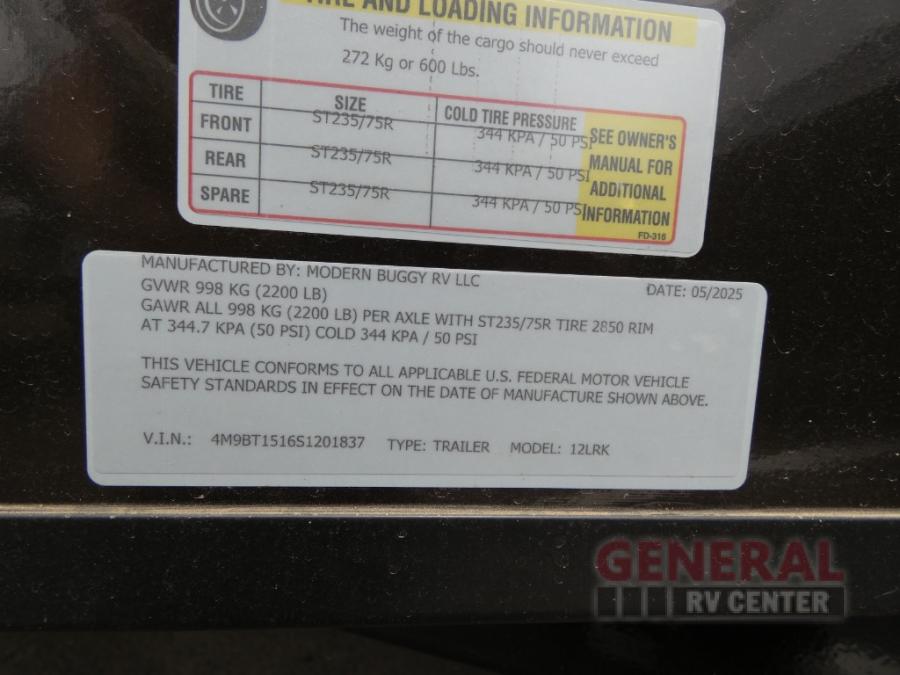 TIRE AND LOADING INFORMATION
The weight of the cargo should never exceed
272 Kg or 600 Lbs.
TIRE SIZE COLD TIRE PRESSURE SEE OWNER'S MANUAL FOR ADDITIONAL INFORMATION
FRONT ST235/75R 344 KPA / 50 PSI
REAR ST235/75R 344 KPA / 50 PSI
SPARE ST235/75R 344 KPA / 50 PSI
FD-316
MANUFACTURED BY: MODERN BUGGY RV LLC DATE: 05/2025
GVWR 998 KG (2200 LB)
GAWR ALL 998 KG (2200 LB) PER AXLE WITH ST235/75R TIRE 2850 RIM
AT 344.7 KPA (50 PSI) COLD 344 KPA / 50 PSI
THIS VEHICLE CONFORMS TO ALL APPLICABLE U.S. FEDERAL MOTOR VEHICLE
SAFETY STANDARDS IN EFFECT ON THE DATE OF MANUFACTURE SHOWN ABOVE.
V.I.N.: 4M9BT1516S1201837 TYPE: TRAILER MODEL: 12LRK
GENERAL
RV CENTER